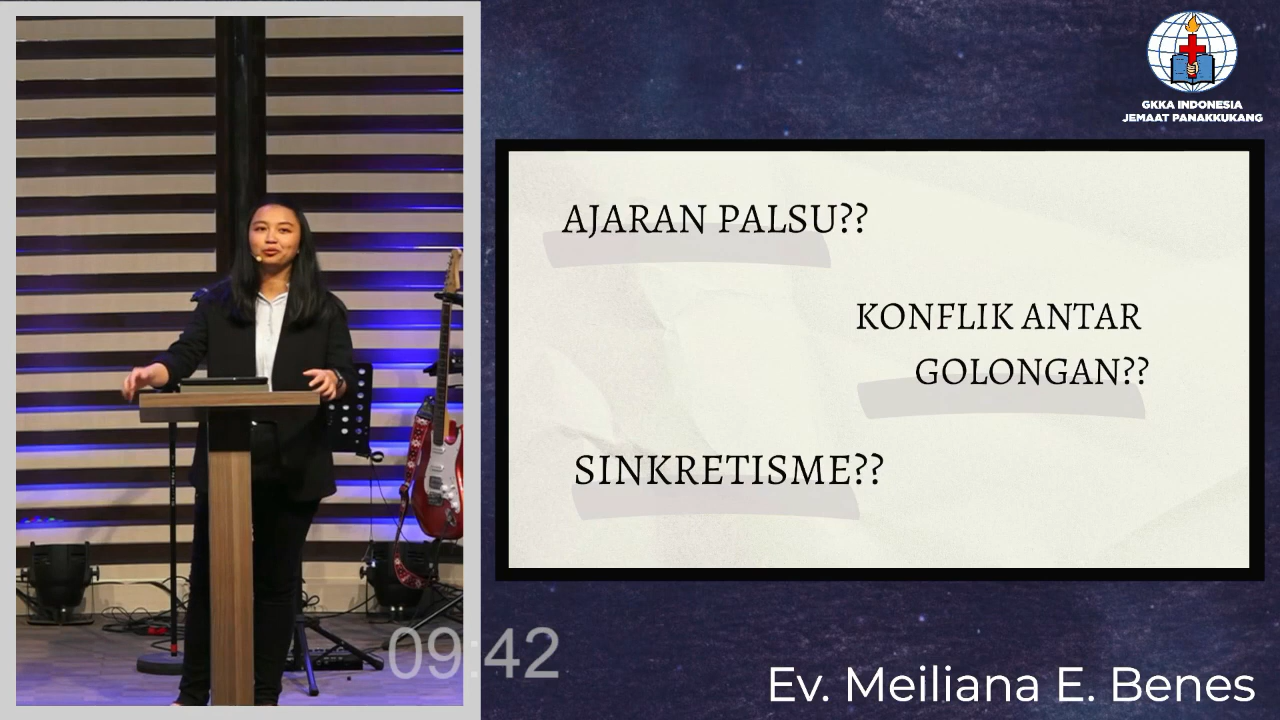 GKKA INDONESIA
JEMAAT PANAKKUKANG
AJARAN PALSU??
KONFLIK ANTAR
GOLONGAN??
SINKRETISME??
09:42
Ev. Meiliana E. Benes